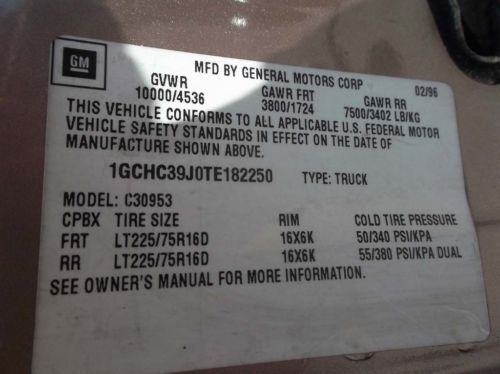 GM
MFD BY GENERAL MOTORS CORP 02/96
GVWR GAWR FRT GAWR RR
10000/4536 3800/1724 7500/3402 LB/KG
THIS VEHICLE CONFORMS TO ALL APPLICABLE U.S. FEDERAL MOTOR
VEHICLE SAFETY STANDARDS IN EFFECT ON THE DATE OF
MANUFACTURE SHOWN ABOVE.
1GCHC39J0TE182250 TYPE: TRUCK
MODEL: C30953
CPBX TIRE SIZE RIM COLD TIRE PRESSURE
FRT LT225/75R16D 16X6K 50/340 PSI/KPA
RR LT225/75R16D 16X6K 55/380 PSI/KPA DUAL
SEE OWNER'S MANUAL FOR MORE INFORMATION.